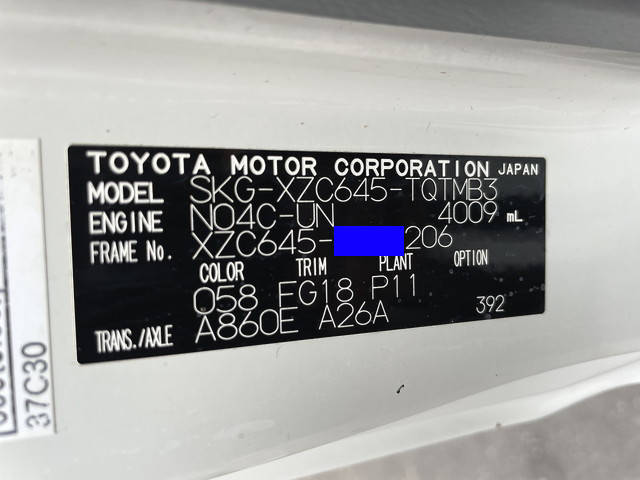 TOYOTA MOTOR CORPORATION JAPAN
MODEL SKG-XZC645-TQTMB3
ENGINE N04C-UN 4009 mL
FRAME No. XZC645- 206
COLOR TRIM PLANT OPTION
058 EG18 P11
TRANS./AXLE A860E A26A 392
37C30